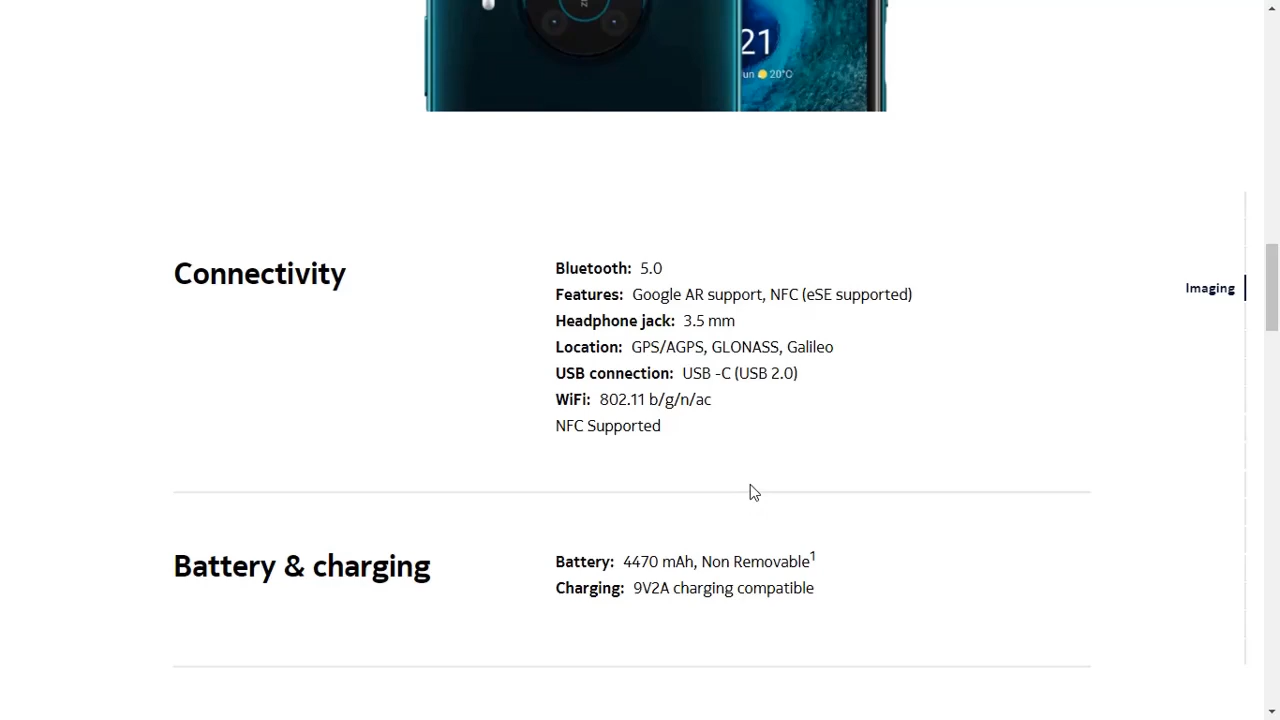 21
un 20°C
Connectivity
Bluetooth: 5.0
Features: Google AR support, NFC (eSE supported)
Headphone jack: 3.5 mm
Location: GPS/AGPS, GLONASS, Galileo
USB connection: USB -C (USB 2.0)
WiFi: 802.11 b/g/n/ac
NFC Supported
Imaging
Battery & charging
Battery: 4470 mAh, Non Removable¹
Charging: 9V2A charging compatible